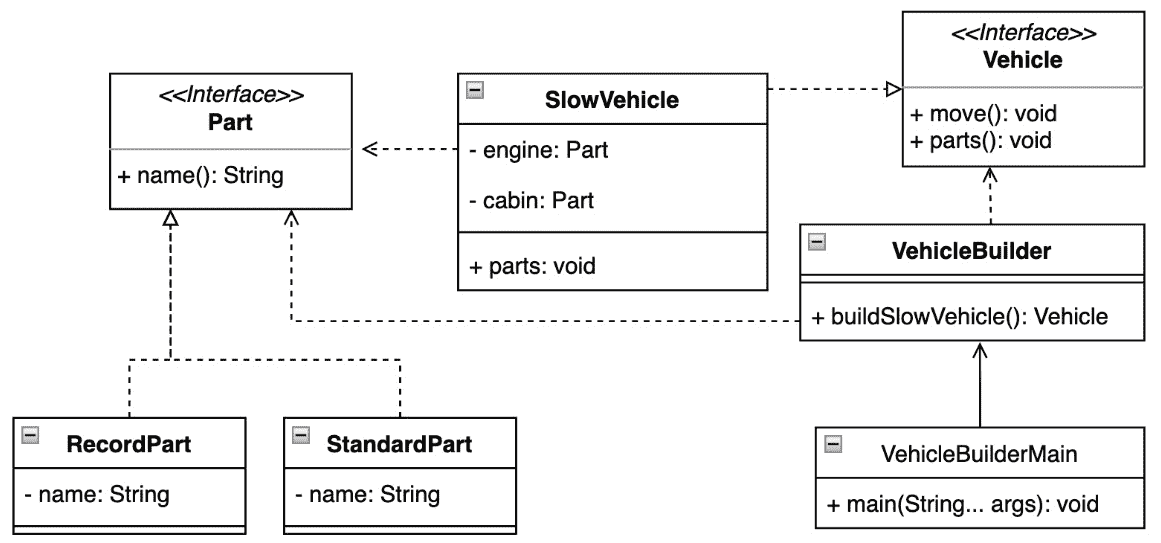 <<Interface>>
Part
+ name(): String
SlowVehicle
- engine: Part
- cabin: Part
+ parts: void
<<Interface>>
Vehicle
+ move(): void
+ parts(): void
VehicleBuilder
+ buildSlowVehicle(): Vehicle
RecordPart
- name: String
StandardPart
- name: String
VehicleBuilderMain
+ main(String... args): void